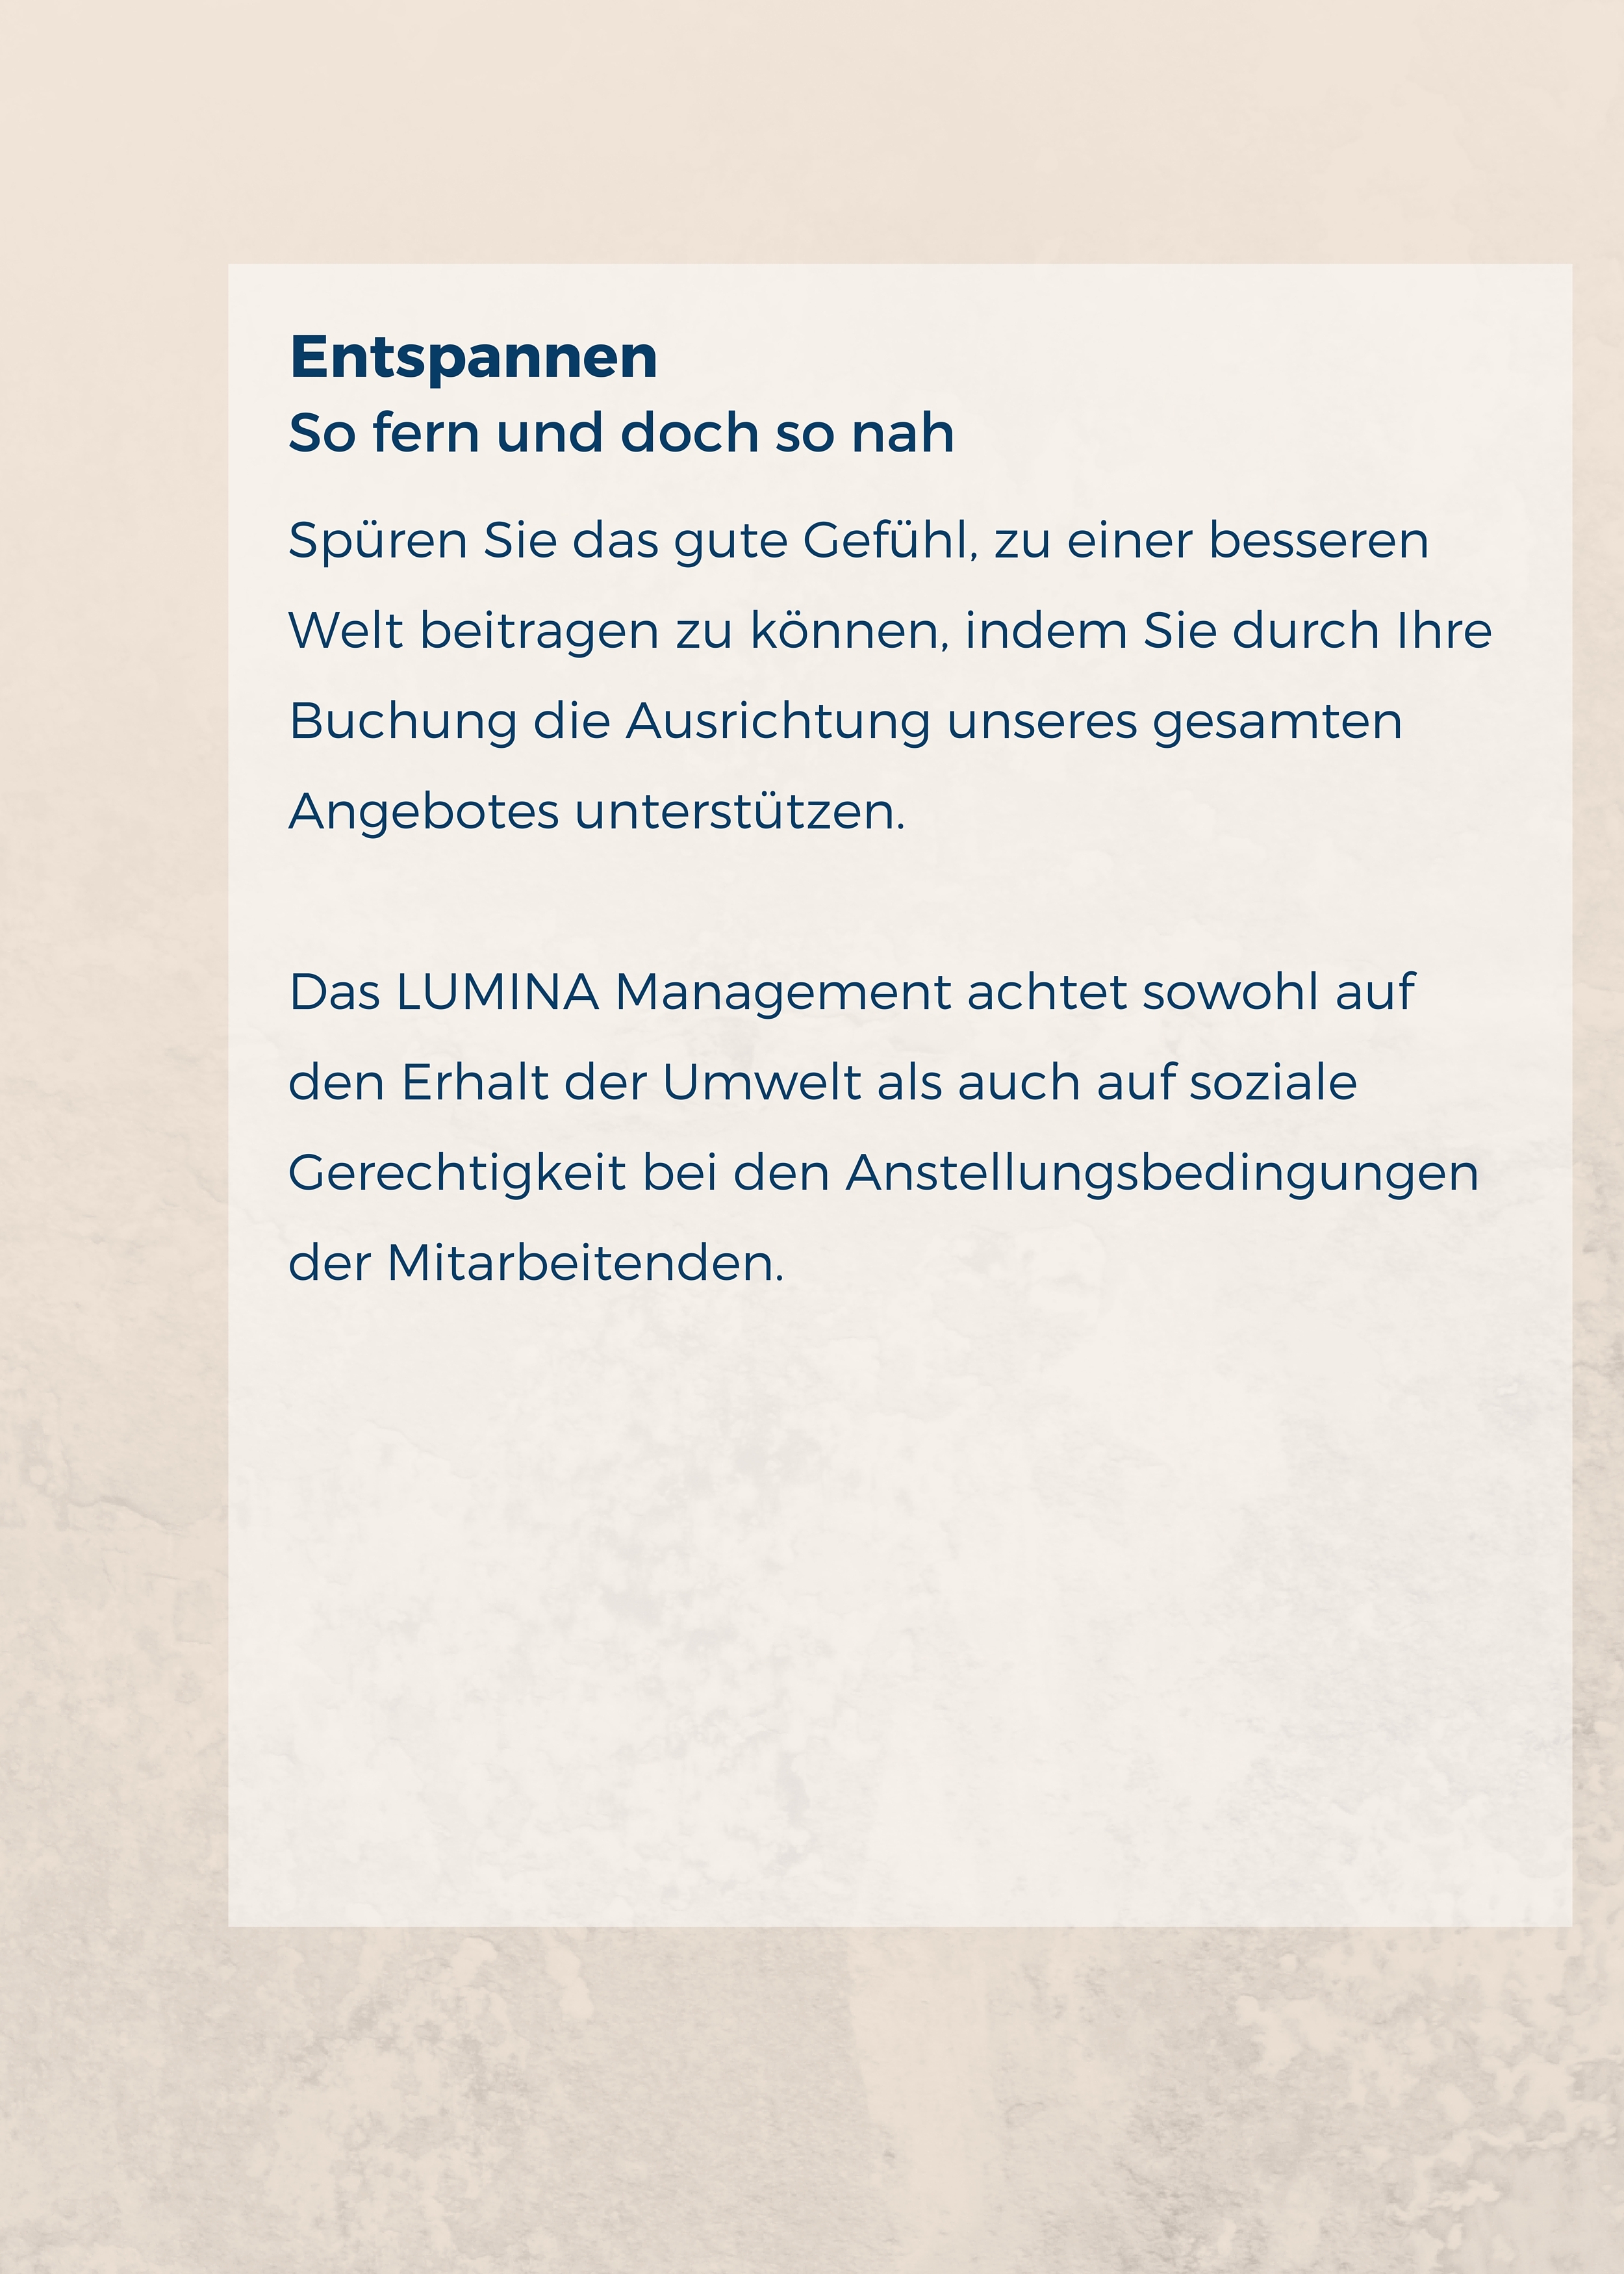 Entspannen
So fern und doch so nah
Spüren Sie das gute Gefühl, zu einer besseren
Welt beitragen zu können, indem Sie durch Ihre
Buchung die Ausrichtung unseres gesamten
Angebotes unterstützen.
Das LUMINA Management achtet sowohl auf
den Erhalt der Umwelt als auch auf soziale
Gerechtigkeit bei den Anstellungsbedingungen
der Mitarbeitenden.